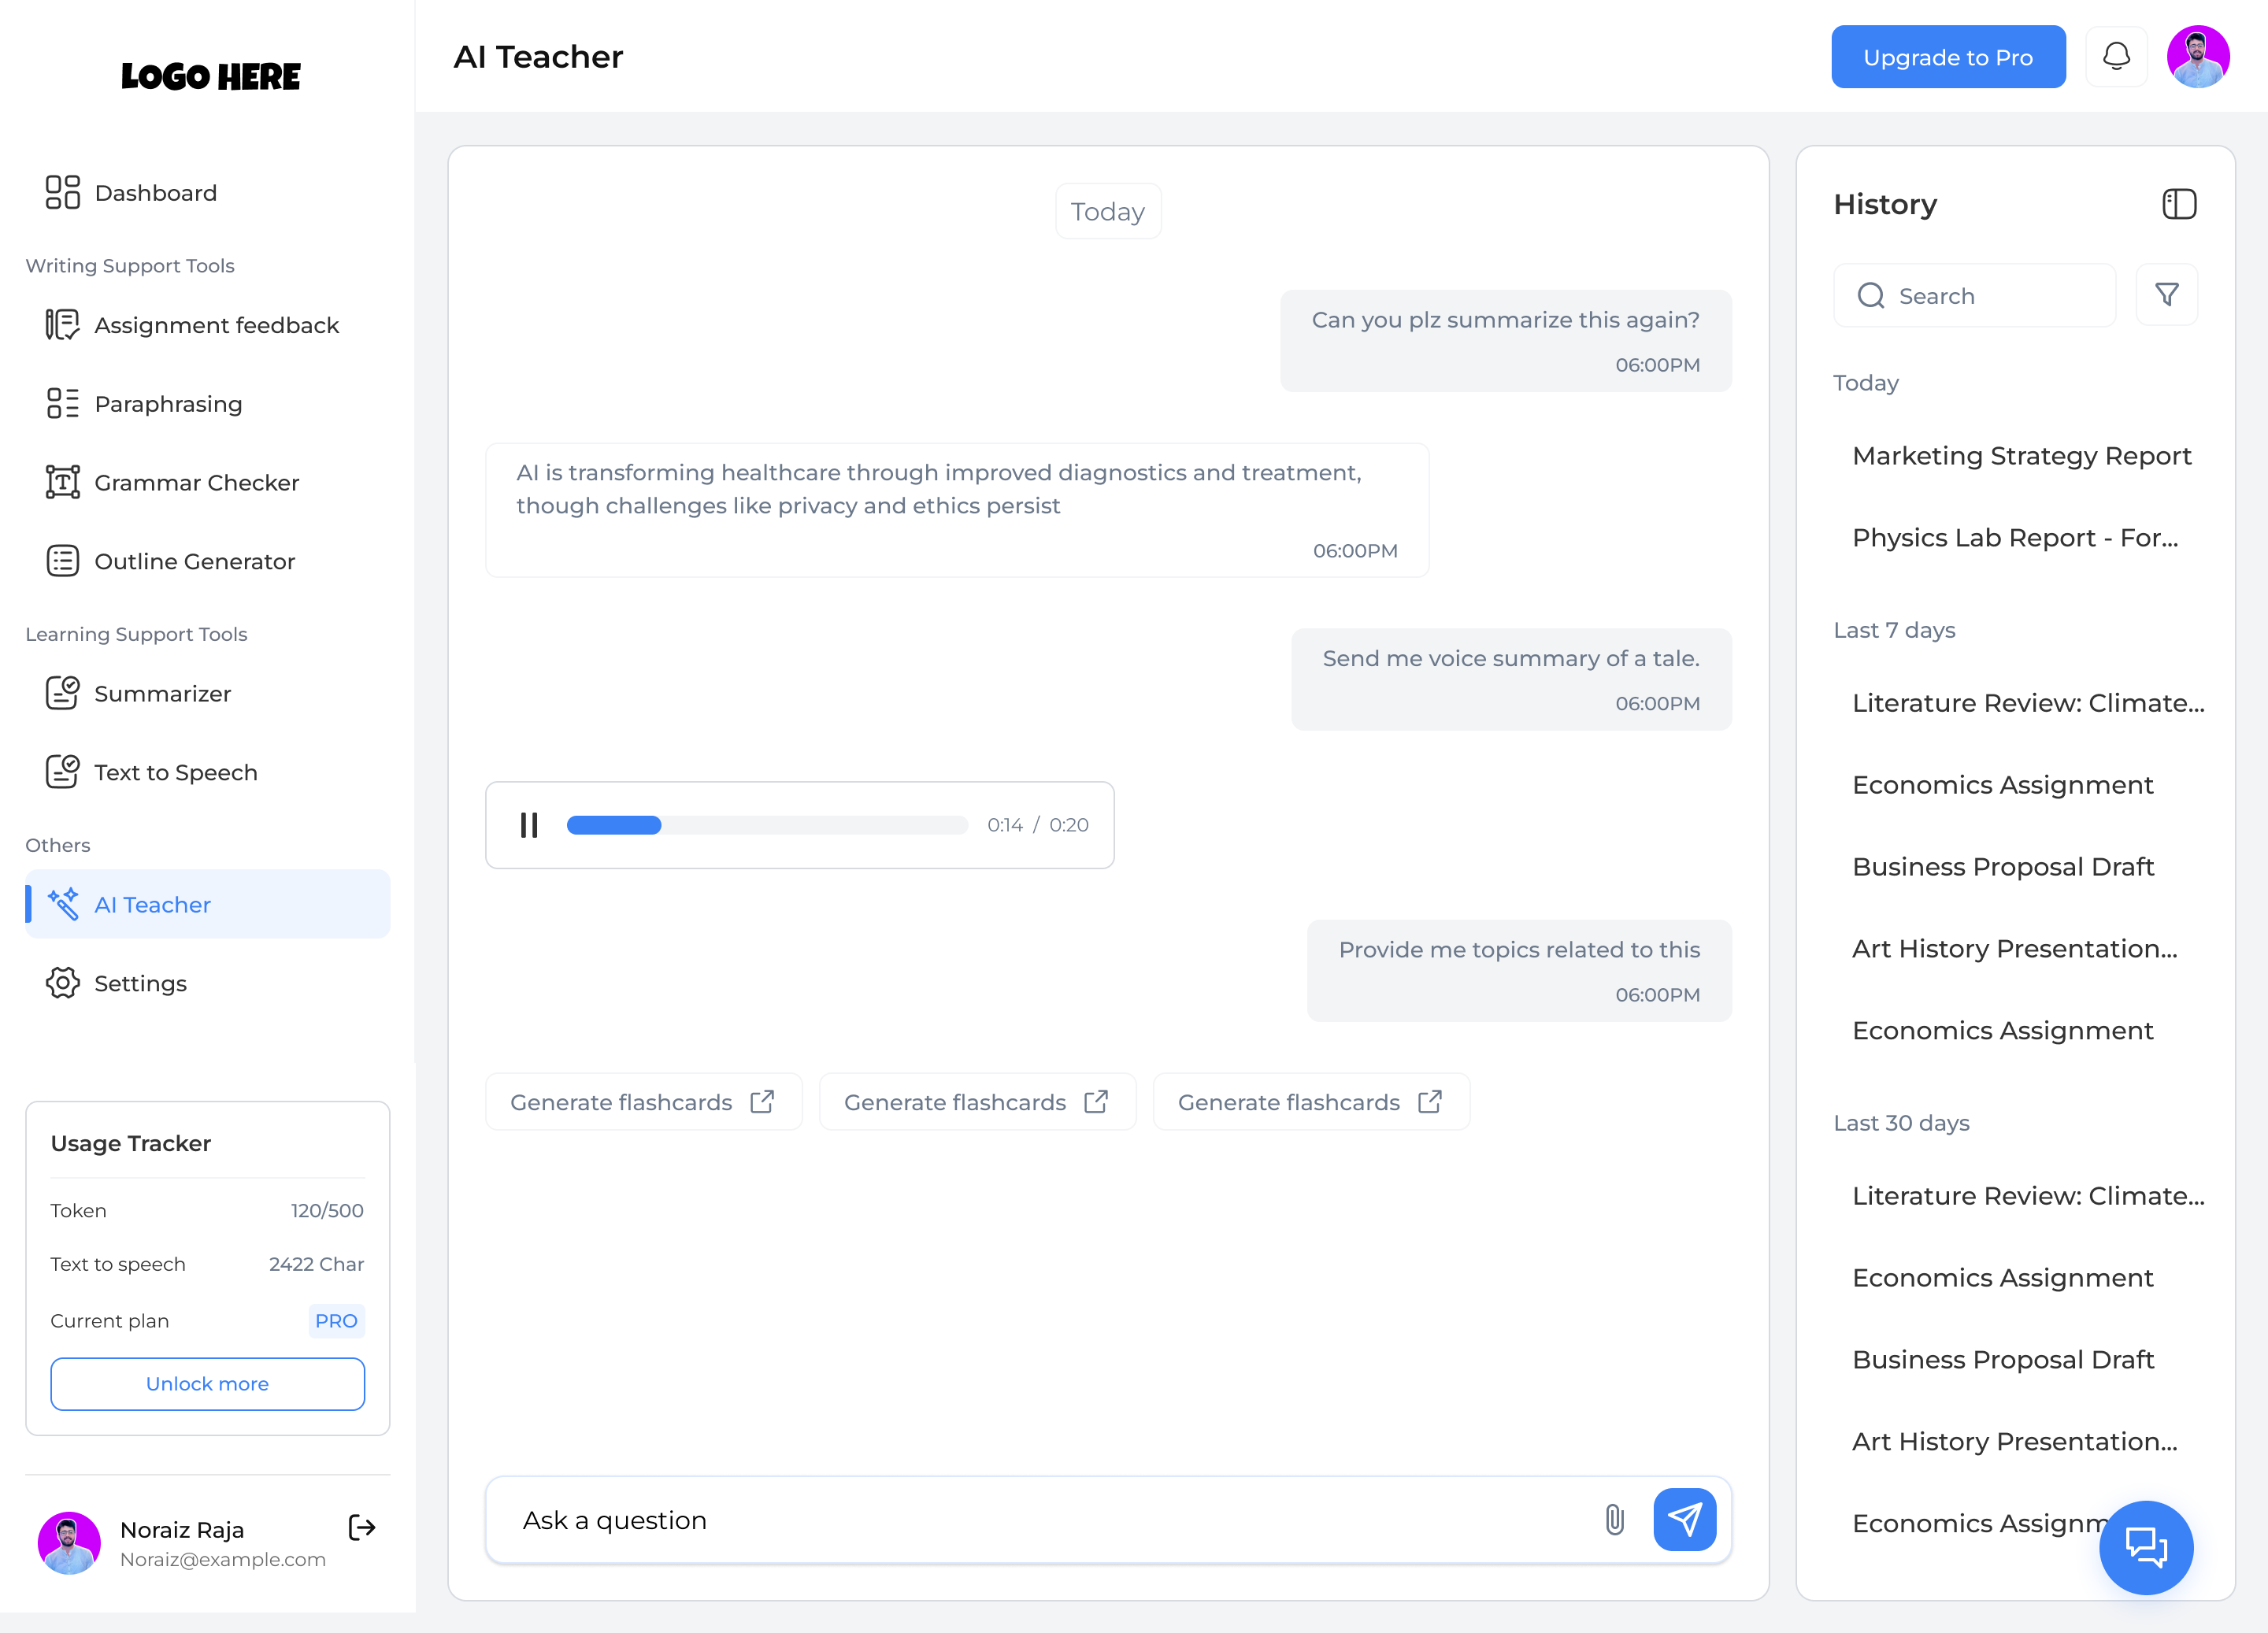 LOGO HERE
Dashboard
Writing Support Tools
Assignment feedback
Paraphrasing
Grammar Checker
Outline Generator
Learning Support Tools
Summarizer
Text to Speech
Others
AI Teacher
Settings
Usage Tracker
Token 120/500
Text to speech 2422 Char
Current plan PRO
Unlock more
Noraiz Raja
Noraiz@example.com
AI Teacher
Upgrade to Pro
Today
Can you plz summarize this again?
06:00PM
AI is transforming healthcare through improved diagnostics and treatment,
though challenges like privacy and ethics persist
06:00PM
Send me voice summary of a tale.
06:00PM
0:14 / 0:20
Provide me topics related to this
06:00PM
Generate flashcards Generate flashcards Generate flashcards
Ask a question
History
Search
Today
Marketing Strategy Report
Physics Lab Report - For...
Last 7 days
Literature Review: Climate...
Economics Assignment
Business Proposal Draft
Art History Presentation...
Economics Assignment
Last 30 days
Literature Review: Climate...
Economics Assignment
Business Proposal Draft
Art History Presentation...
Economics